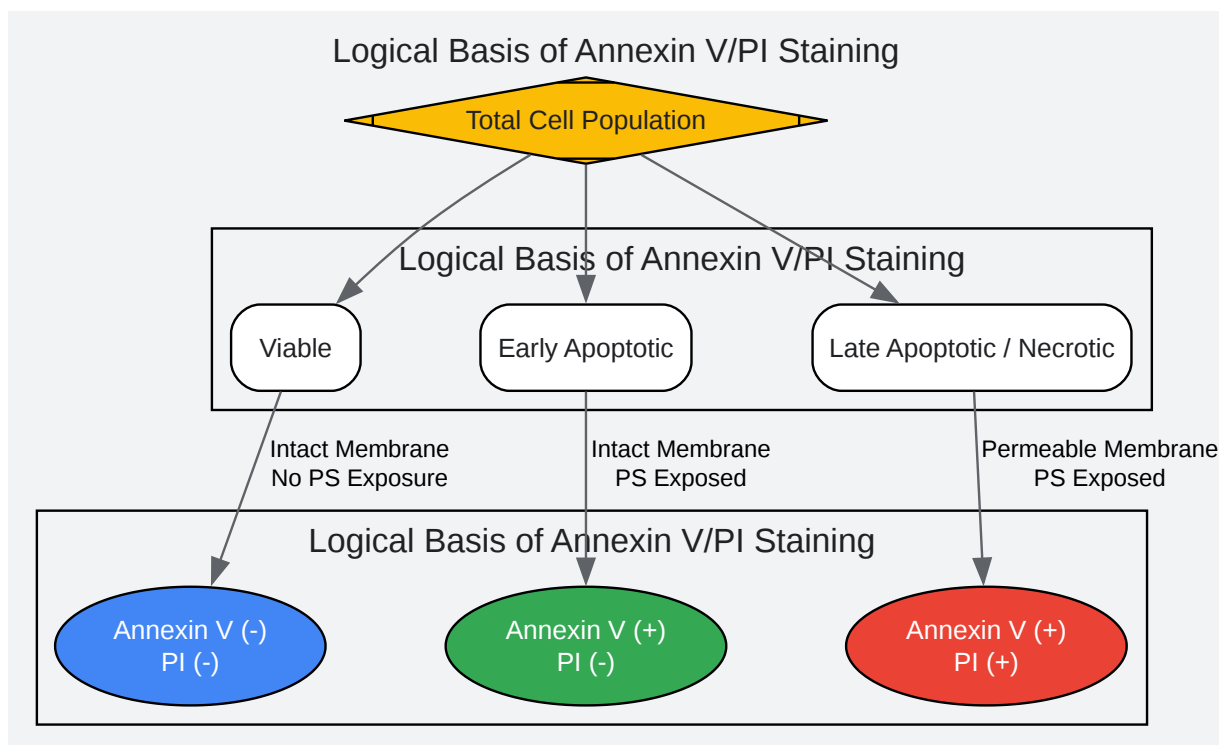 Logical Basis of Annexin V/PI Staining
Total Cell Population
Logical Basis of Annexin V/PI Staining
Viable
Early Apoptotic
Late Apoptotic / Necrotic
Intact Membrane
No PS Exposure
Intact Membrane
PS Exposed
Permeable Membrane
PS Exposed
Logical Basis of Annexin V/PI Staining
Annexin V (-)
PI (-)
Annexin V (+)
PI (-)
Annexin V (+)
PI (+)